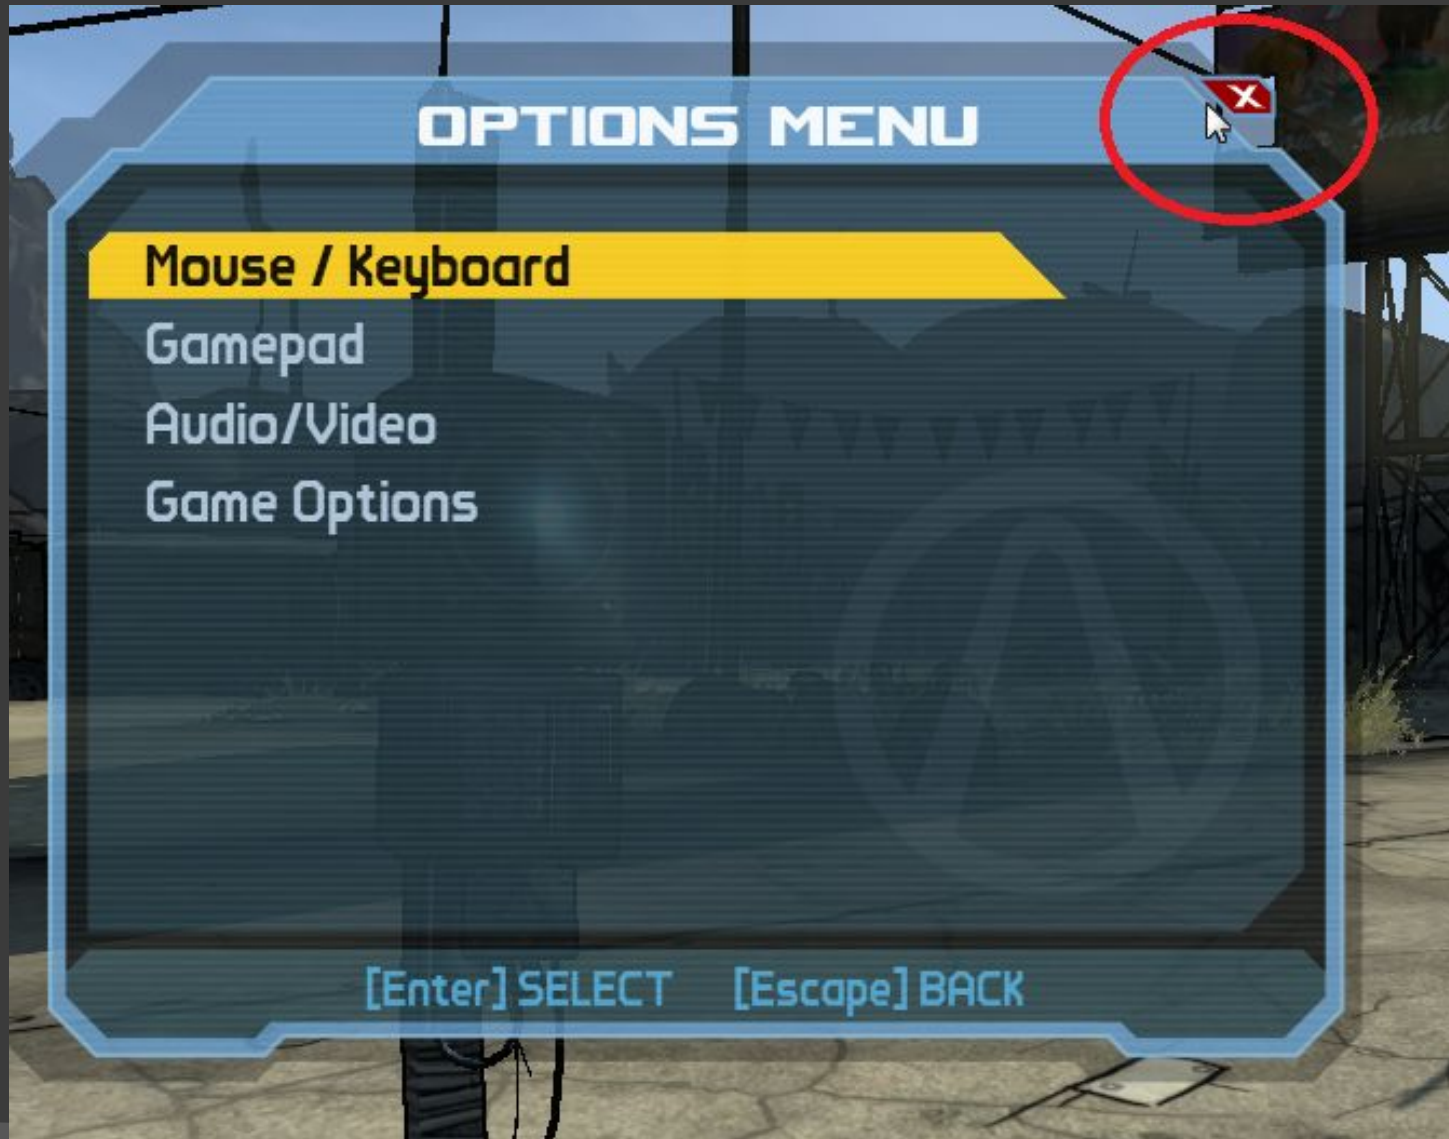 OPTIONS MENU
X
Mouse / Keyboard
Gamepad
Audio/Video
Game Options
[Enter] SELECT [Escape] BACK